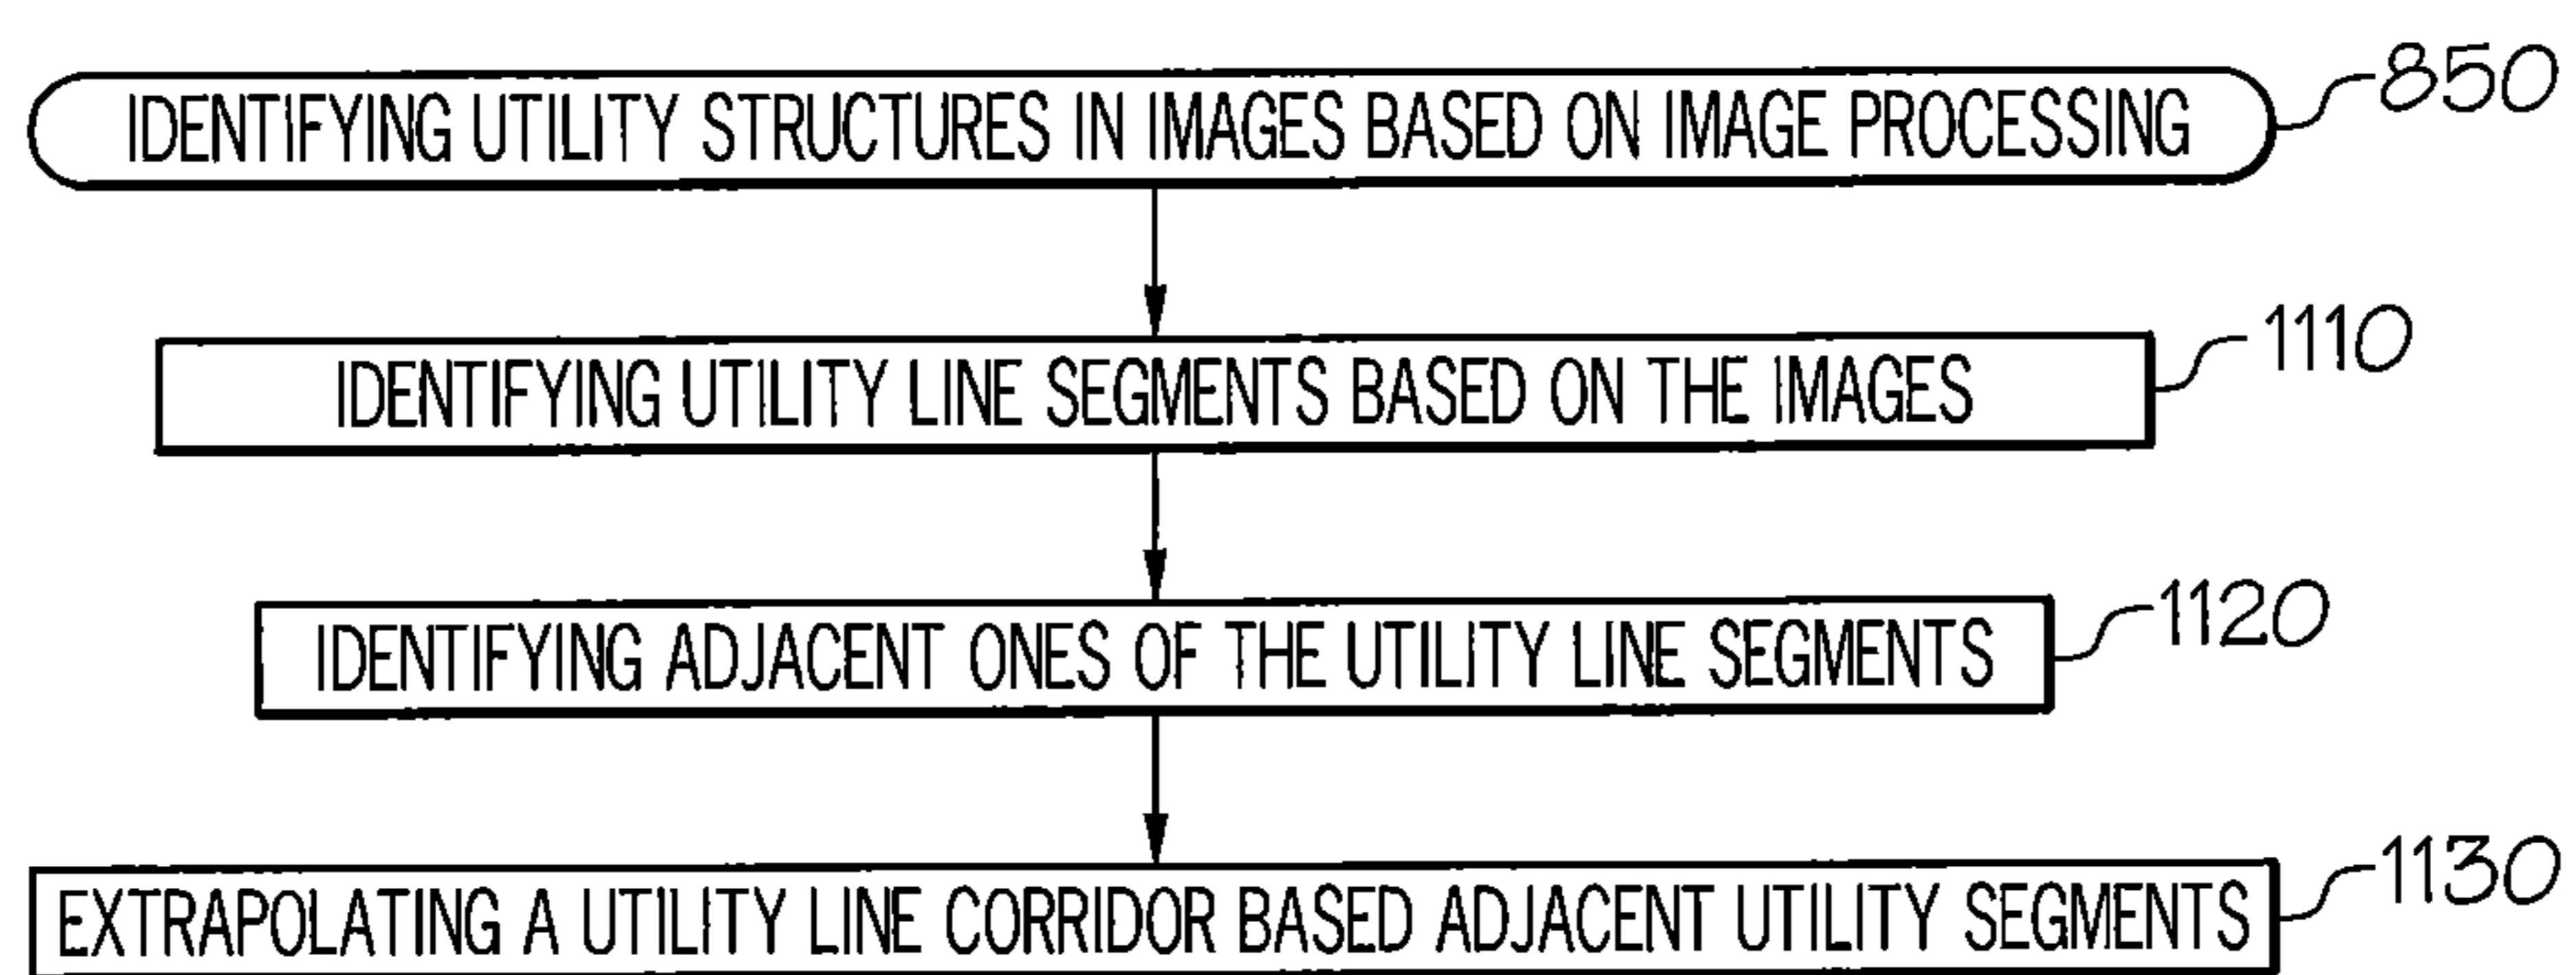 IDENTIFYING UTILITY STRUCTURES IN IMAGES BASED ON IMAGE PROCESSING 850
IDENTIFYING UTILITY LINE SEGMENTS BASED ON THE IMAGES 1110
IDENTIFYING ADJACENT ONES OF THE UTILITY LINE SEGMENTS 1120
EXTRAPOLATING A UTILITY LINE CORRIDOR BASED ADJACENT UTILITY SEGMENTS 1130